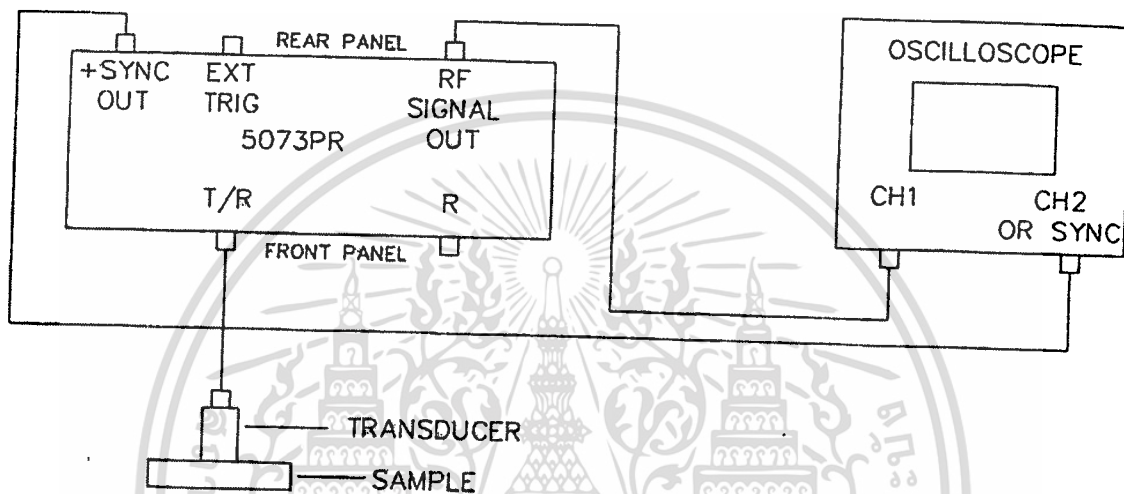 REAR PANEL
+SYNC
OUT
EXT
TRIG
RF
SIGNAL
OUT
5073PR
T/R
R
FRONT PANEL
OSCILLOSCOPE
CH1
CH2
OR SYNC
TRANSDUCER
SAMPLE